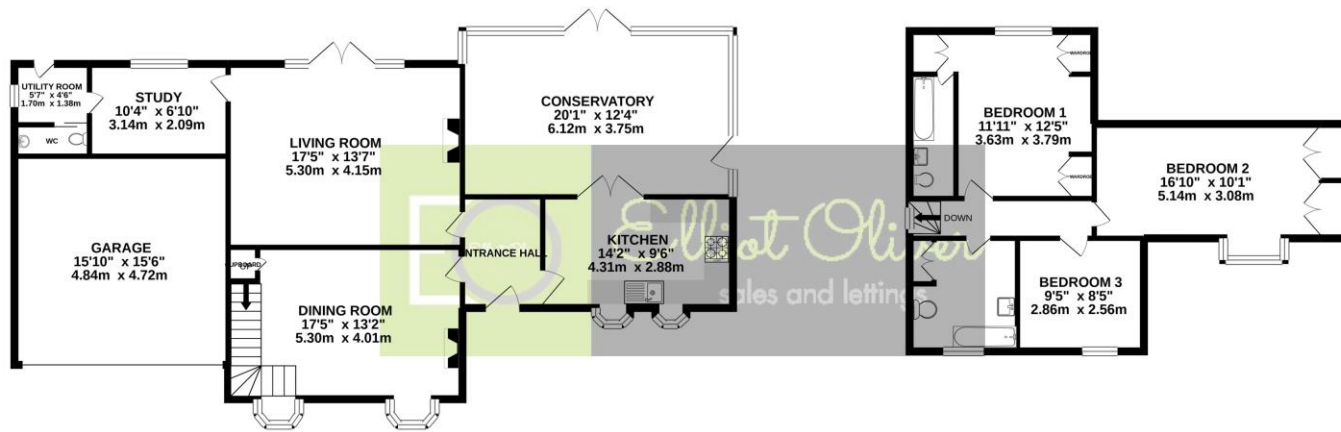 UTILITY ROOM
5'7" x 4'6"
1.70m x 1.38m
WC
STUDY
10'4" x 6'10"
3.14m x 2.09m
LIVING ROOM
17'5" x 13'7"
5.30m x 4.15m
GARAGE
15'10" x 15'6"
4.84m x 4.72m
DINING ROOM
17'5" x 13'2"
5.30m x 4.01m
ENTRANCE HALL
CONSERVATORY
20'1" x 12'4"
6.12m x 3.75m
KITCHEN
14'2" x 9'6"
4.31m x 2.88m
Elliot Oliver
sales and lettings
BEDROOM 1
11'11" x 12'5"
3.63m x 3.79m
WARDROBE
WARDROBE
DOWN
BEDROOM 2
16'10" x 10'1"
5.14m x 3.08m
BEDROOM 3
9'5" x 8'5"
2.86m x 2.56m